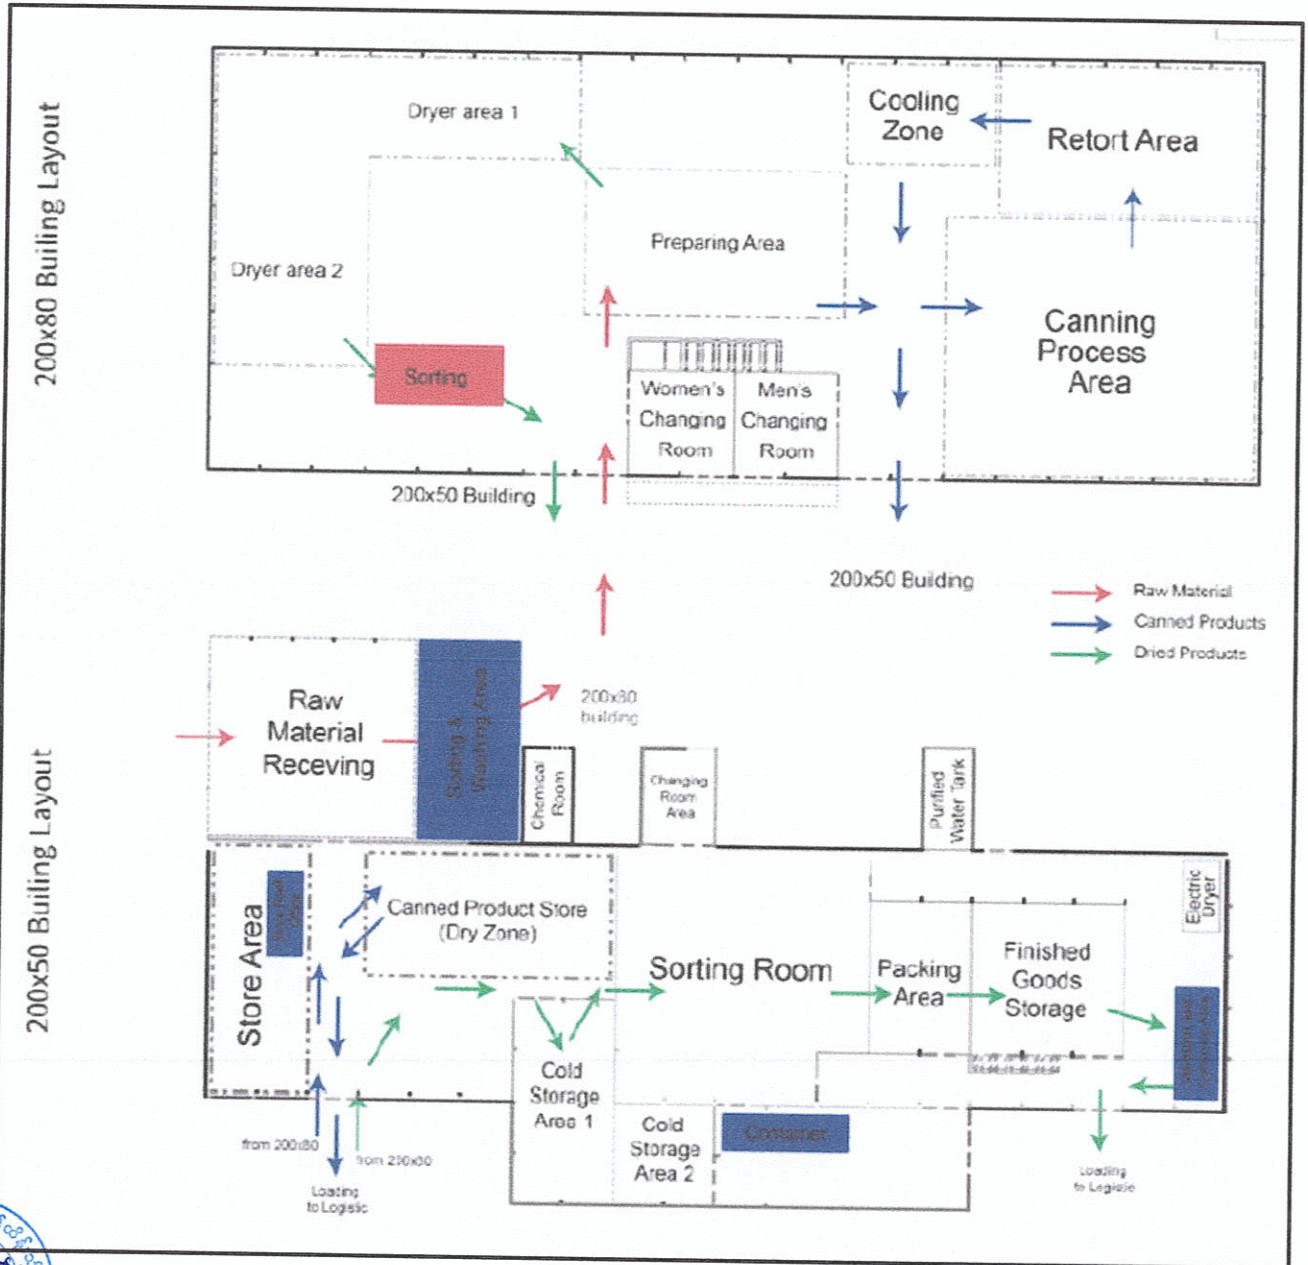 200x80 Builing Layout
Dryer area 1
Cooling
Zone
Retort Area
Preparing Area
Dryer area 2
Canning
Process
Area
Sorting
Women's
Changing
Room
Men's
Changing
Room
200x50 Building
200x50 Building
Raw Material
Canned Products
Dried Products
200x50 Builing Layout
Raw
Material
Receving
Sorting &
Washing Area
200x80
building
Chemical
Room
Changing
Room
Area
Purified
Water Tank
Store Area
Canned Product Store
(Dry Zone)
Sorting Room
Packing
Area
Finished
Goods
Storage
Electric
Dryer
Cold
Storage
Area 1
Cold
Storage
Area 2
Container
from 200x80
from 200x80
Loading
to Logistic
Loading
to Logistic